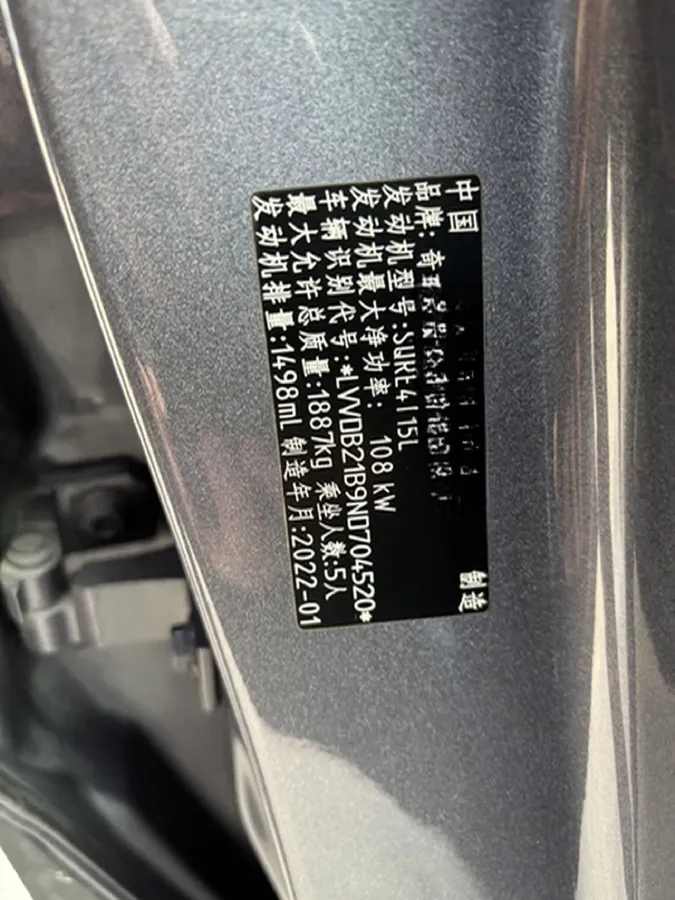 中国 制造
品牌: 奇
发动机型号:SQRE4T15L
发动机最大净功率: 108 kW
车辆识别代号:*LVVDB21B9ND704520*
最大允许总质量:1887kg 乘坐人数:5人
发动机排量:1498mL 制造年月:2022-01